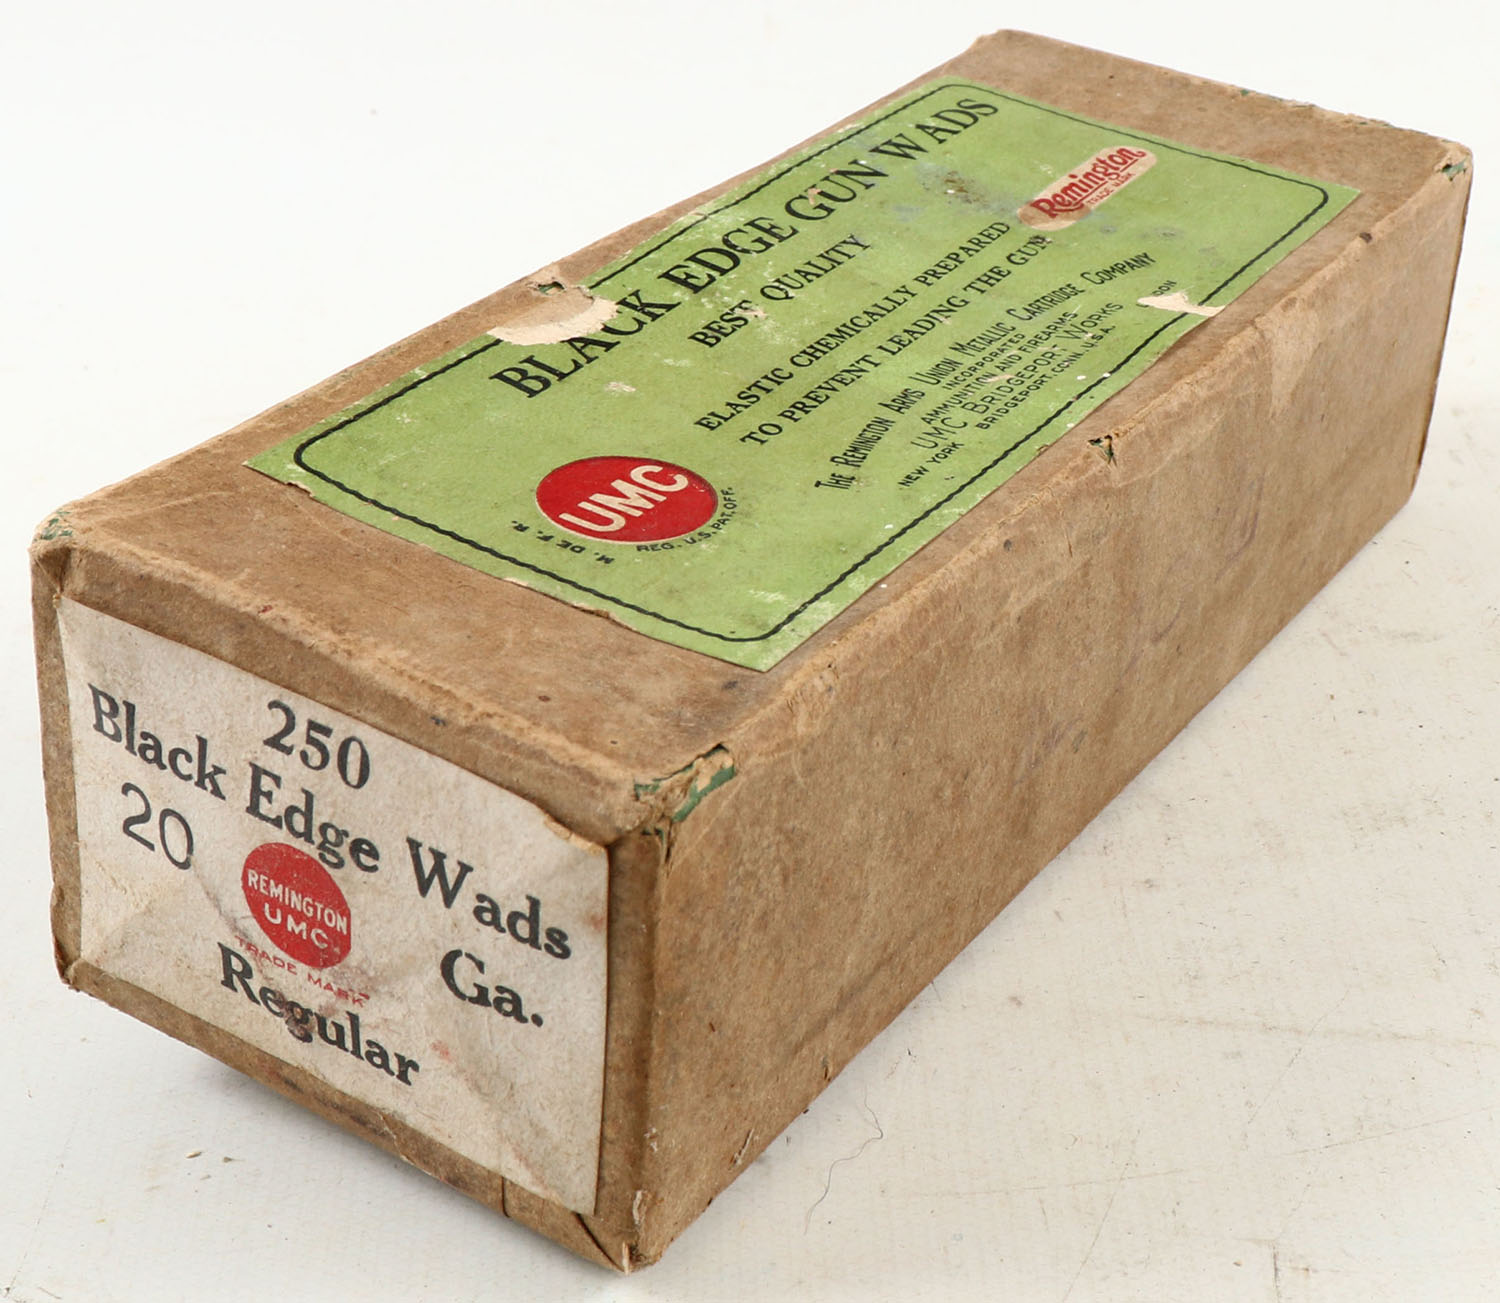 BLACK EDGE GUN WADS
BEST QUALITY
ELASTIC CHEMICALLY PREPARED
TO PREVENT LEADING THE GUN
Remington
TRADE MARK
UMC
M. DE F. R.
REG. U.S. PAT. OFF.
THE REMINGTON ARMS UNION METALLIC CARTRIDGE COMPANY
INCORPORATED
AMMUNITION AND FIREARMS
UMC BRIDGEPORT WORKS
NEW YORK BRIDGEPORT CONN. U.S.A. DON
250
Black Edge Wads
20 Ga.
REMINGTON
UMC
TRADE MARK
Regular